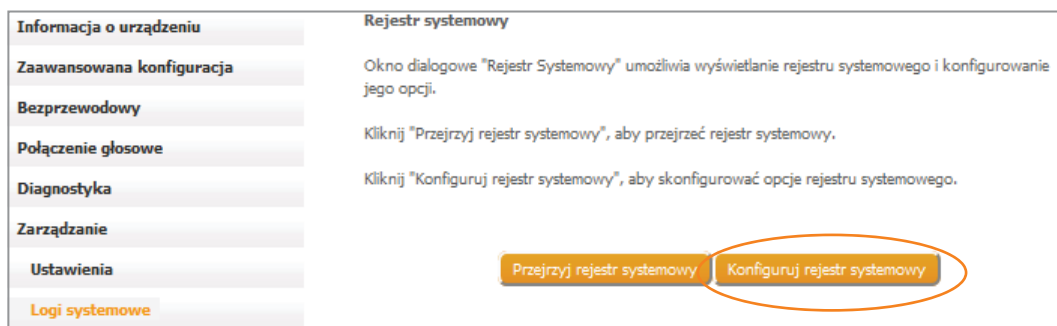 Informacja o urządzeniu
Zaawansowana konfiguracja
Bezprzewodowy
Połączenie głosowe
Diagnostyka
Zarządzanie
Ustawienia
Logi systemowe
Rejestr systemowy
Okno dialogowe "Rejestr Systemowy" umożliwia wyświetlanie rejestru systemowego i konfigurowanie
jego opcji.
Kliknij "Przejrzyj rejestr systemowy", aby przejrzeć rejestr systemowy.
Kliknij "Konfiguruj rejestr systemowy", aby skonfigurować opcje rejestru systemowego.
Przejrzyj rejestr systemowy
Konfiguruj rejestr systemowy